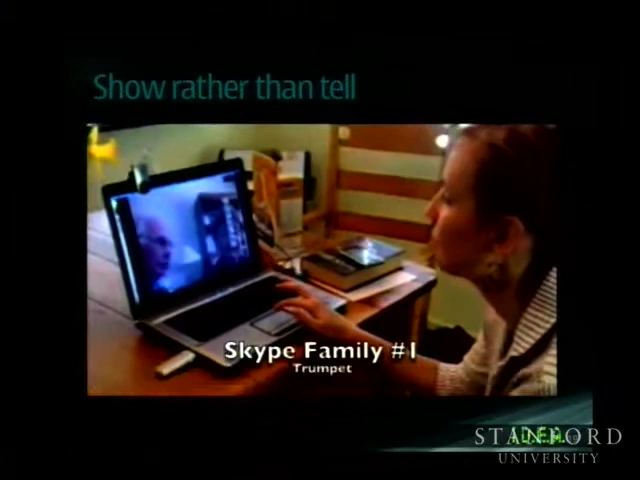 Show rather than tell
Skype Family #1
Trumpet
STANFORD
UNIVERSITY